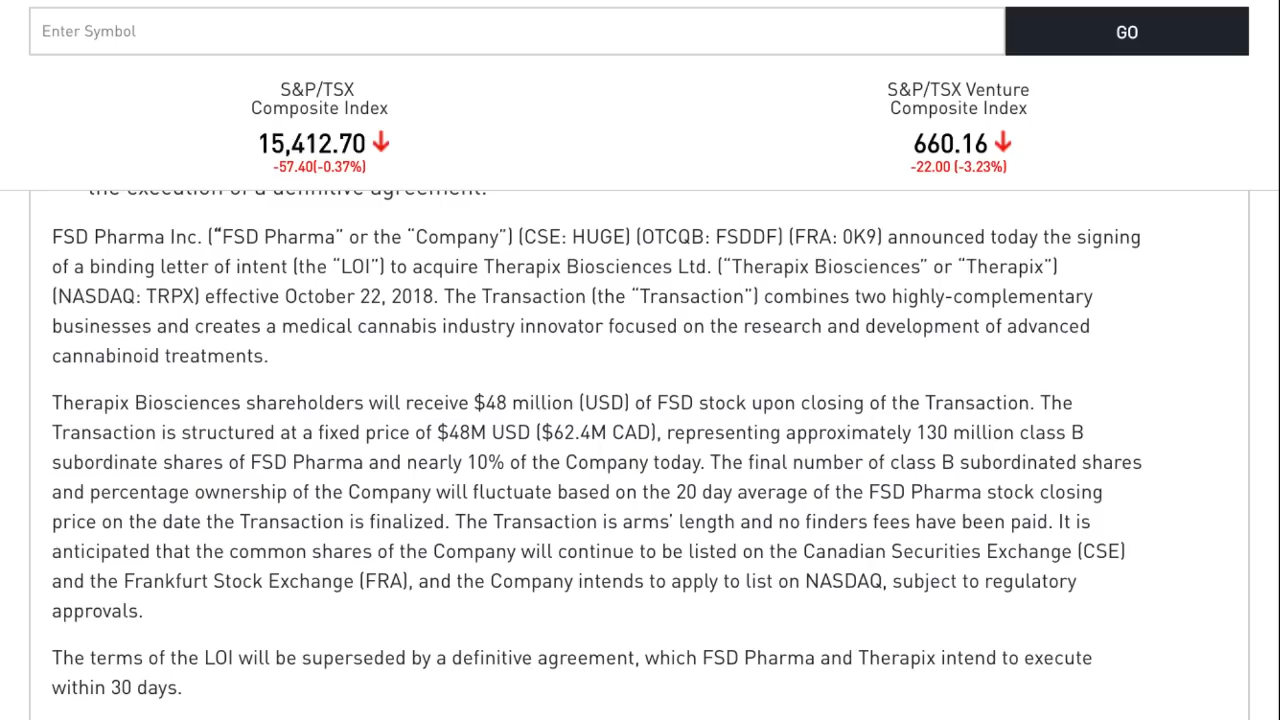 Enter Symbol
GO
S&P/TSX
Composite Index
15,412.70
-57.40(-0.37%)
S&P/TSX Venture
Composite Index
660.16
-22.00 (-3.23%)
the execution of a definitive agreement.
FSD Pharma Inc. (“FSD Pharma” or the “Company”) (CSE: HUGE) (OTCQB: FSDDF) (FRA: 0K9) announced today the signing
of a binding letter of intent (the “LOI”) to acquire Therapix Biosciences Ltd. (“Therapix Biosciences” or “Therapix”)
(NASDAQ: TRPX) effective October 22, 2018. The Transaction (the “Transaction”) combines two highly-complementary
businesses and creates a medical cannabis industry innovator focused on the research and development of advanced
cannabinoid treatments.
Therapix Biosciences shareholders will receive $48 million (USD) of FSD stock upon closing of the Transaction. The
Transaction is structured at a fixed price of $48M USD ($62.4M CAD), representing approximately 130 million class B
subordinate shares of FSD Pharma and nearly 10% of the Company today. The final number of class B subordinated shares
and percentage ownership of the Company will fluctuate based on the 20 day average of the FSD Pharma stock closing
price on the date the Transaction is finalized. The Transaction is arms’ length and no finders fees have been paid. It is
anticipated that the common shares of the Company will continue to be listed on the Canadian Securities Exchange (CSE)
and the Frankfurt Stock Exchange (FRA), and the Company intends to apply to list on NASDAQ, subject to regulatory
approvals.
The terms of the LOI will be superseded by a definitive agreement, which FSD Pharma and Therapix intend to execute
within 30 days.